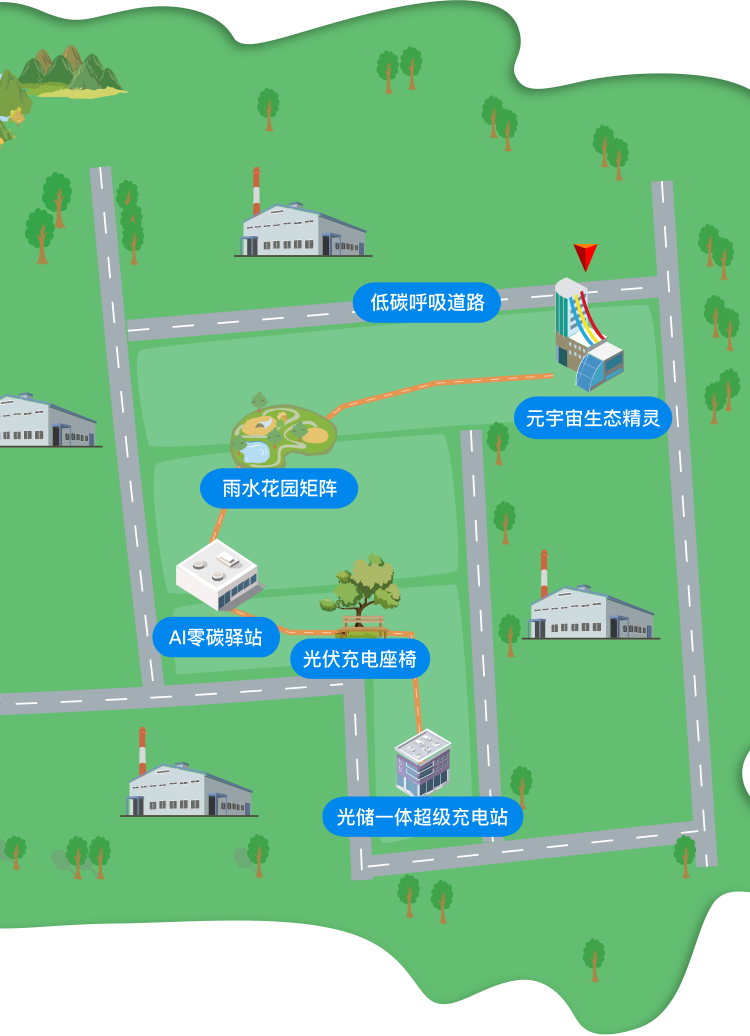 低碳呼吸道路
元宇宙生态精灵
雨水花园矩阵
AI零碳驿站
光伏充电座椅
光储一体超级充电站